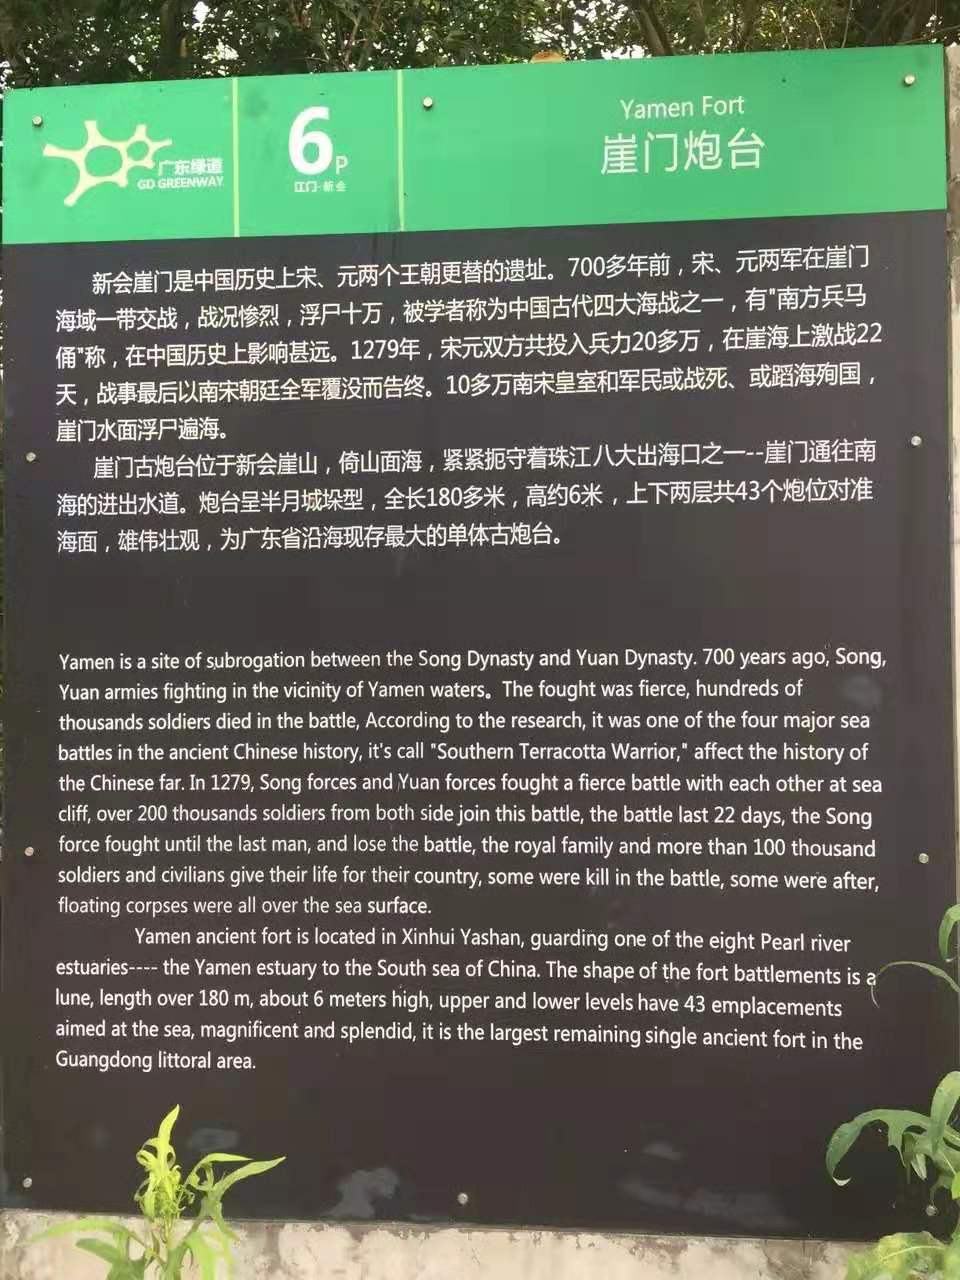 广东绿道
GD GREENWAY
6P
江门·新会
Yamen Fort
崖门炮台
新会崖门是中国历史上宋、元两个王朝更替的遗址。700多年前，宋、元两军在崖门
海域一带交战，战况惨烈，浮尸十万，被学者称为中国古代四大海战之一，有"南方兵马
俑"称，在中国历史上影响甚远。1279年，宋元双方共投入兵力20多万，在崖海上激战22
天，战事最后以南宋朝廷全军覆没而告终。10多万南宋皇室和军民或战死、或蹈海殉国，
崖门水面浮尸遍海。
崖门古炮台位于新会崖山，倚山面海，紧紧扼守着珠江八大出海口之一--崖门通往南
海的进出水道。炮台呈半月城垛型，全长180多米，高约6米，上下两层共43个炮位对准
海面，雄伟壮观，为广东省沿海现存最大的单体古炮台。
Yamen is a site of subrogation between the Song Dynasty and Yuan Dynasty. 700 years ago, Song,
Yuan armies fighting in the vicinity of Yamen waters。The fought was fierce, hundreds of
thousands soldiers died in the battle, According to the research, it was one of the four major sea
battles in the ancient Chinese history, it's call "Southern Terracotta Warrior," affect the history of
the Chinese far. In 1279, Song forces and Yuan forces fought a fierce battle with each other at sea
cliff, over 200 thousands soldiers from both side join this battle, the battle last 22 days, the Song
force fought until the last man, and lose the battle, the royal family and more than 100 thousand
soldiers and civilians give their life for their country, some were kill in the battle, some were after,
floating corpses were all over the sea surface.
Yamen ancient fort is located in Xinhui Yashan, guarding one of the eight Pearl river
estuaries---- the Yamen estuary to the South sea of China. The shape of the fort battlements is a
lune, length over 180 m, about 6 meters high, upper and lower levels have 43 emplacements
aimed at the sea, magnificent and splendid, it is the largest remaining single ancient fort in the
Guangdong littoral area.